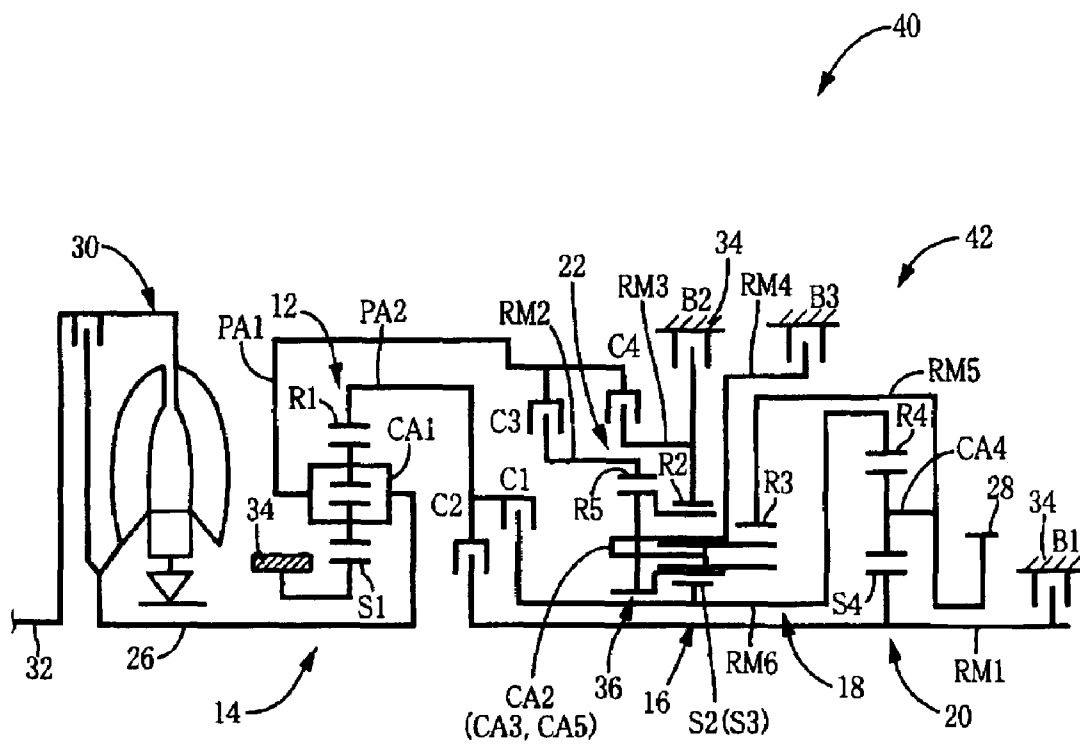 40
30
42
34
22
RM3
B2
RM4
B3
PA1
12
PA2
RM2
C4
RM5
R1
CA1
C3
R4
CA4
C1
R2
R5
R3
28
C2
34
34
B1
S1
S4
32
26
36
16
RM6
18
RM1
14
CA2
(CA3, CA5)
S2(S3)
20